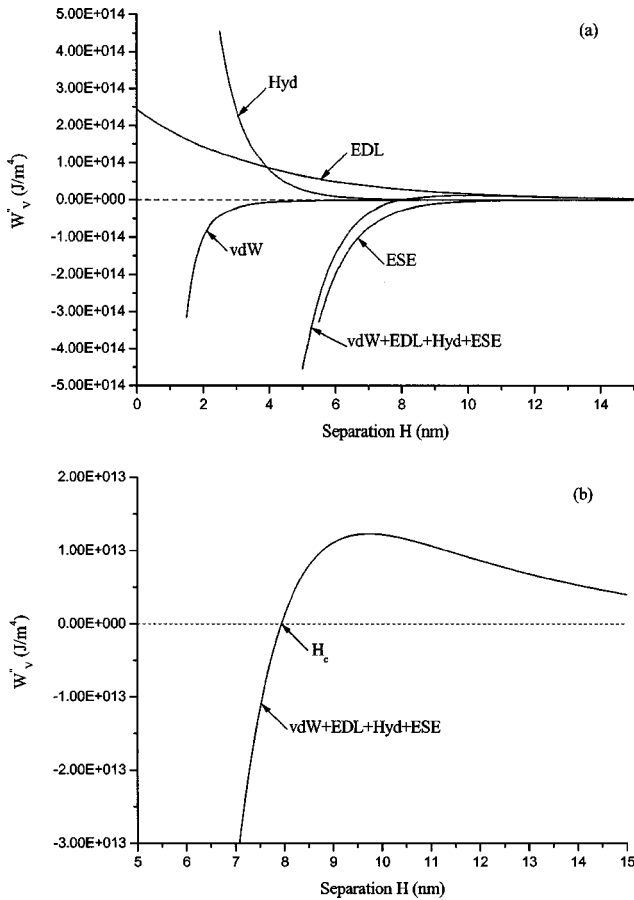 (a)
5.00E+014
4.00E+014
3.00E+014
2.00E+014
1.00E+014
0.00E+000
-1.00E+014
-2.00E+014
-3.00E+014
-4.00E+014
-5.00E+014
W"ᵥ (J/m⁴)
Hyd
EDL
vdW
ESE
vdW+EDL+Hyd+ESE
0 2 4 6 8 10 12 14
Separation H (nm)
(b)
2.00E+013
1.00E+013
0.00E+000
-1.00E+013
-2.00E+013
-3.00E+013
W"ᵥ (J/m⁴)
H_c
vdW+EDL+Hyd+ESE
5 6 7 8 9 10 11 12 13 14 15
Separation H (nm)